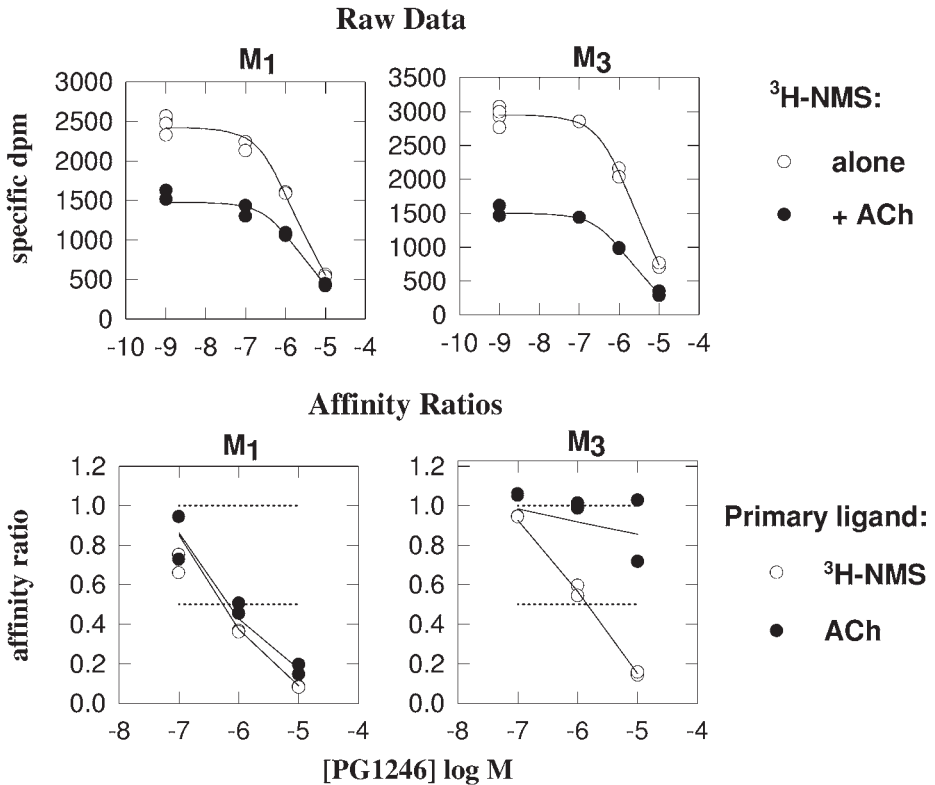 Raw Data
M1
M3
specific dpm
3000
2500
2000
1500
1000
500
0
-10 -9 -8 -7 -6 -5 -4
3500
3000
2500
2000
1500
1000
500
0
-10 -9 -8 -7 -6 -5 -4
³H-NMS:
alone
+ ACh
Affinity Ratios
M1
M3
affinity ratio
1.2
1.0
0.8
0.6
0.4
0.2
0.0
-8 -7 -6 -5 -4
1.2
1.0
0.8
0.6
0.4
0.2
0.0
-8 -7 -6 -5 -4
Primary ligand:
³H-NMS
ACh
[PG1246] log M